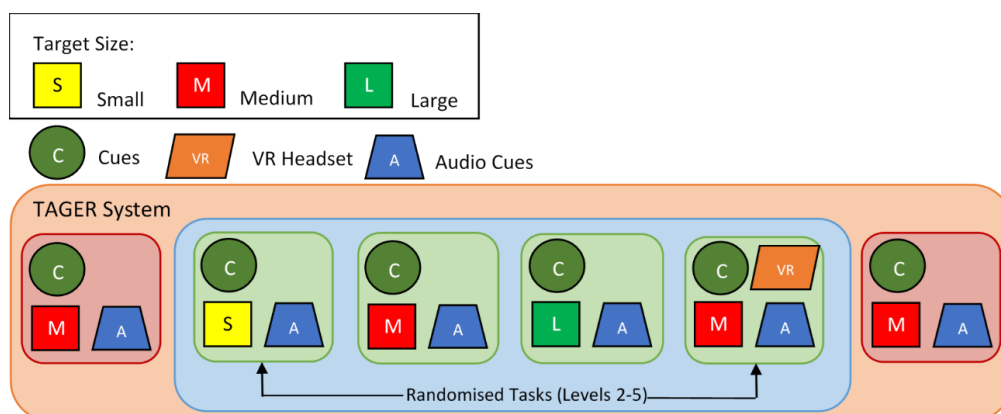 Target Size:
S Small M Medium L Large
C Cues VR VR Headset A Audio Cues
TAGER System
C C C C VR C
C
M A S A M A L A M A M A
Randomised Tasks (Levels 2-5)